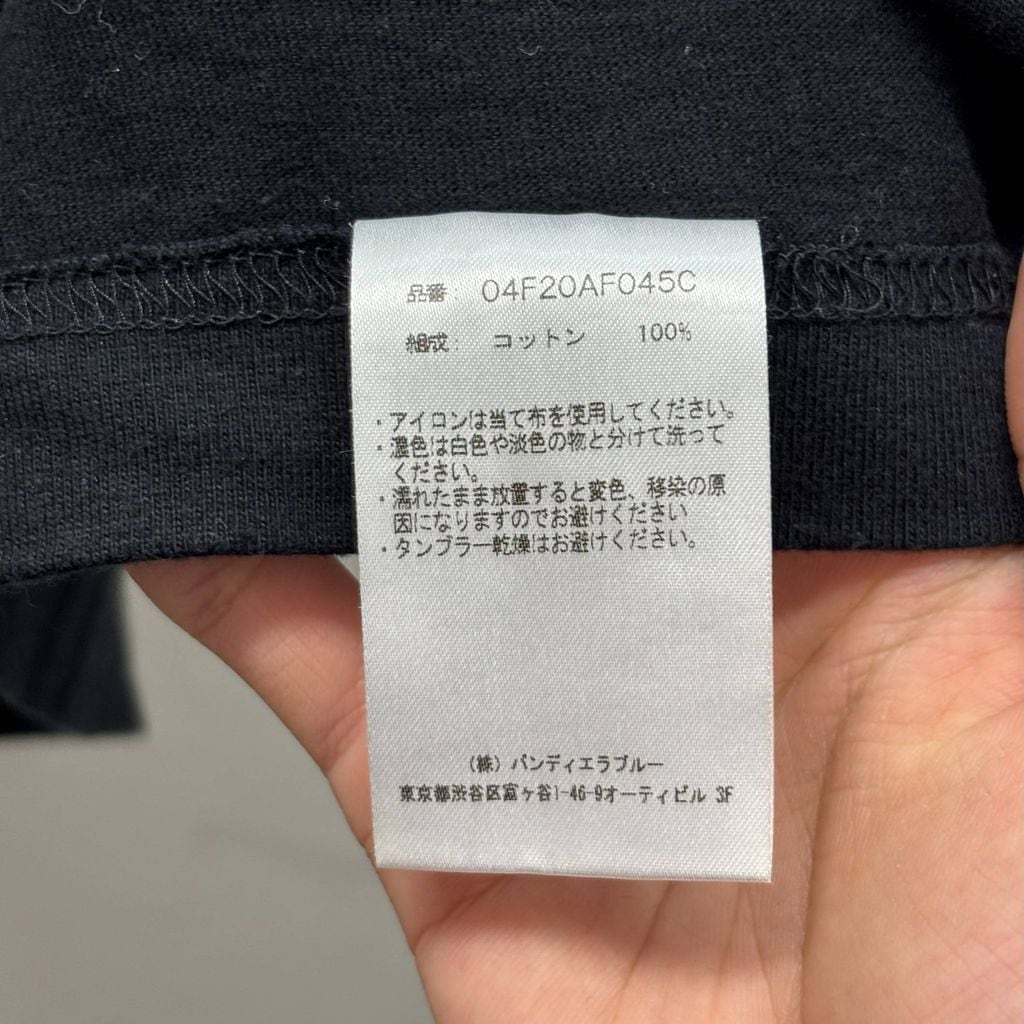 品番: 04F20AF045C
組成: コットン 100%
・アイロンは当て布を使用してください。
・濃色は白色や淡色の物と分けて洗って
ください。
・濡れたまま放置すると変色、移染の原
因になりますのでお避けください
・タンブラー乾燥はお避けください。
(株)バンディエラブルー
東京都渋谷区富ヶ谷1-46-9オーティビル 3F